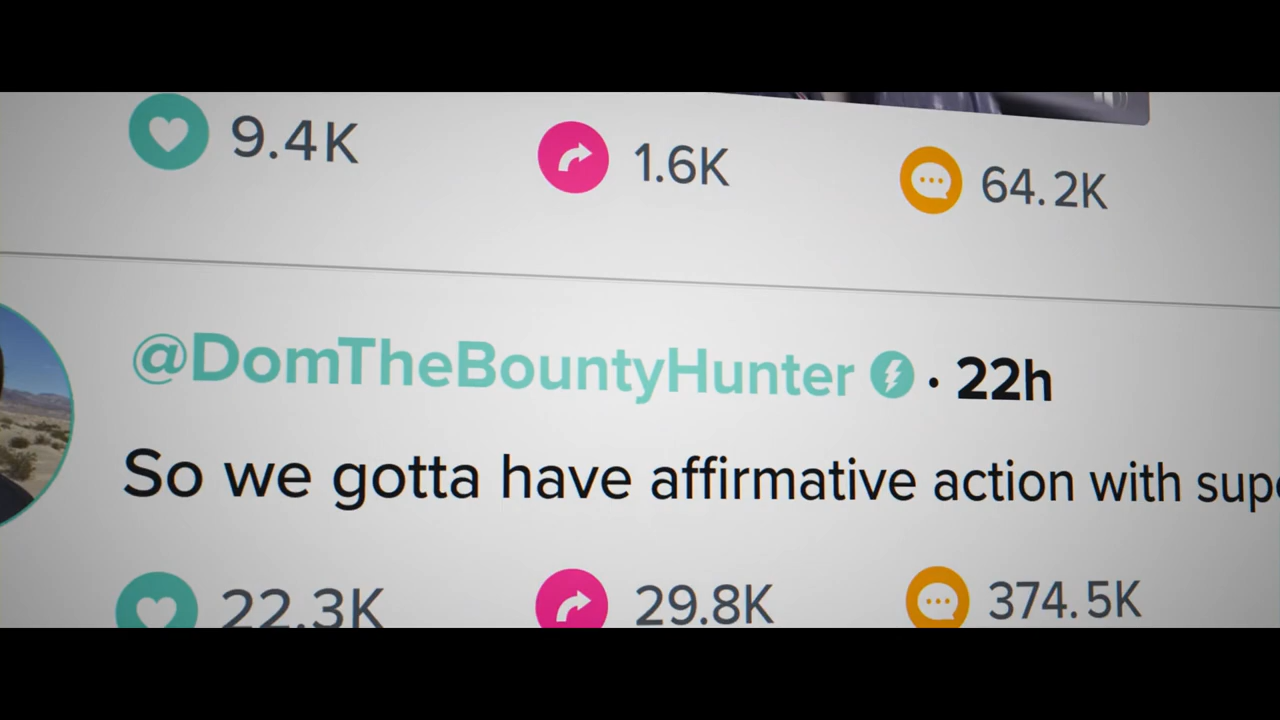 9.4K 1.6K 64.2K
@DomTheBountyHunter · 22h
So we gotta have affirmative action with
22.3K 29.8K 374.5K